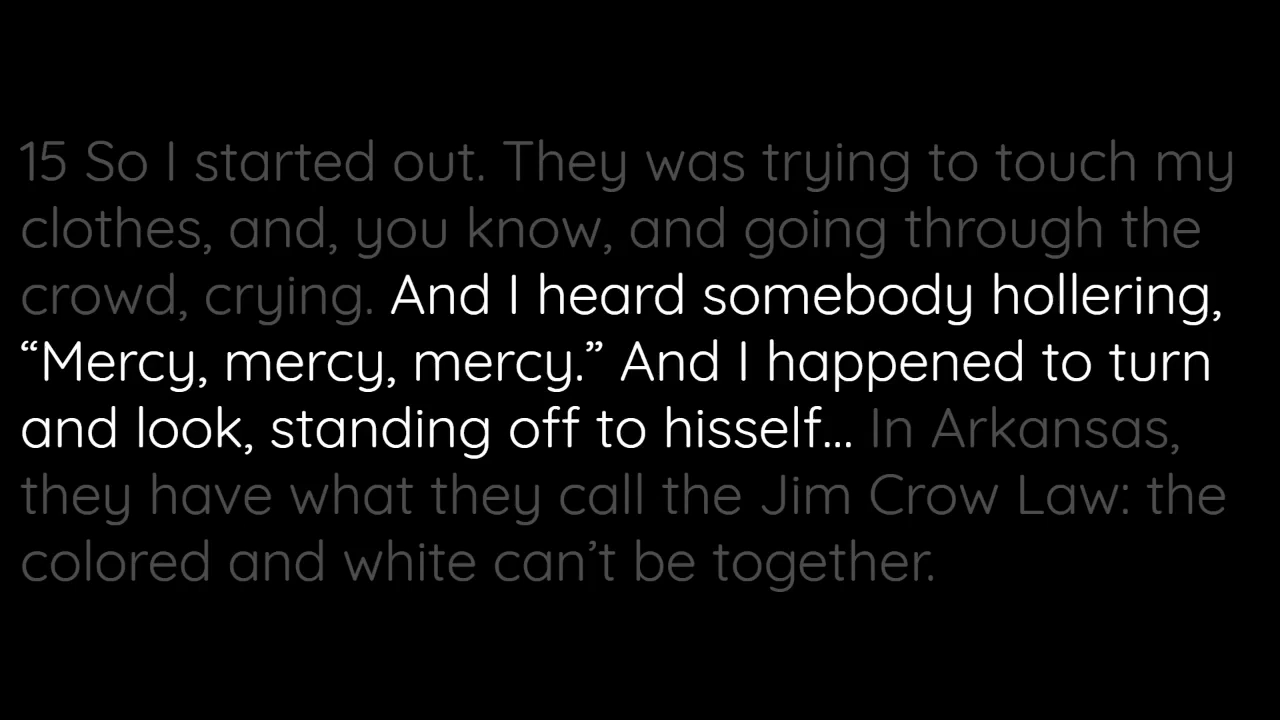 15 So I started out. They was trying to touch my
clothes, and, you know, and going through the
crowd, crying. And I heard somebody hollering,
“Mercy, mercy, mercy.” And I happened to turn
and look, standing off to hisself... In Arkansas,
they have what they call the Jim Crow Law: the
colored and white can’t be together.